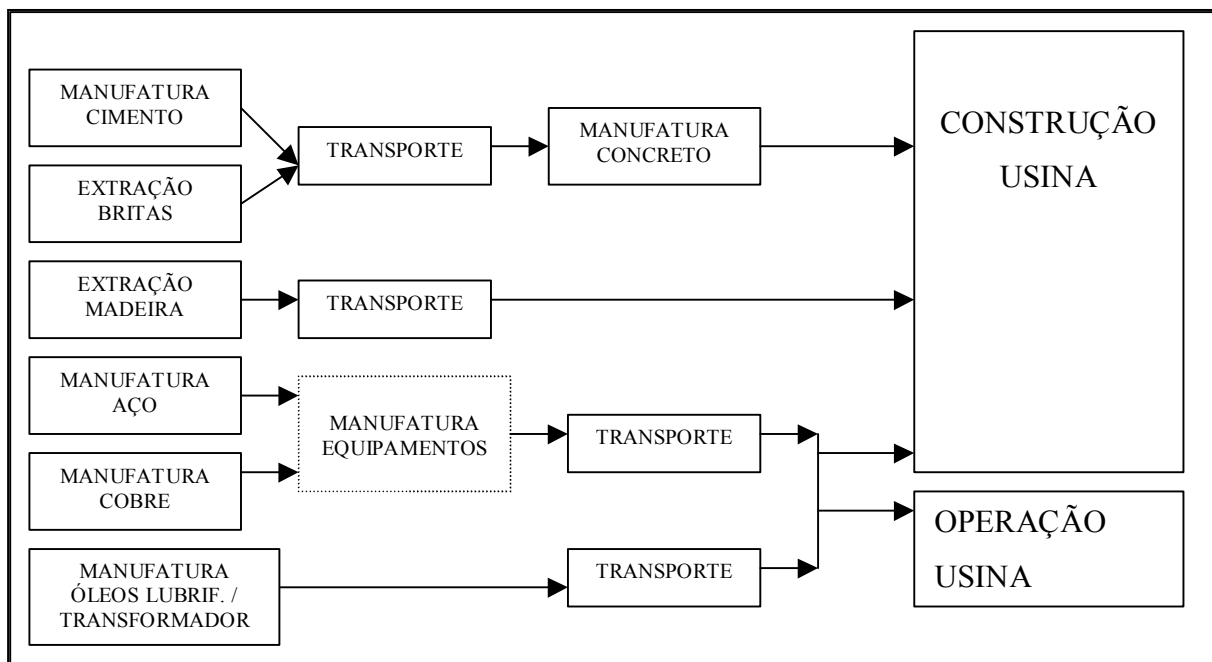 MANUFATURA
CIMENTO
EXTRAÇÃO
BRITAS
TRANSPORTE
MANUFATURA
CONCRETO
CONSTRUÇÃO
USINA
EXTRAÇÃO
MADEIRA
TRANSPORTE
MANUFATURA
AÇO
MANUFATURA
COBRE
MANUFATURA
EQUIPAMENTOS
TRANSPORTE
MANUFATURA
ÓLEOS LUBRIF. /
TRANSFORMADOR
TRANSPORTE
OPERAÇÃO
USINA